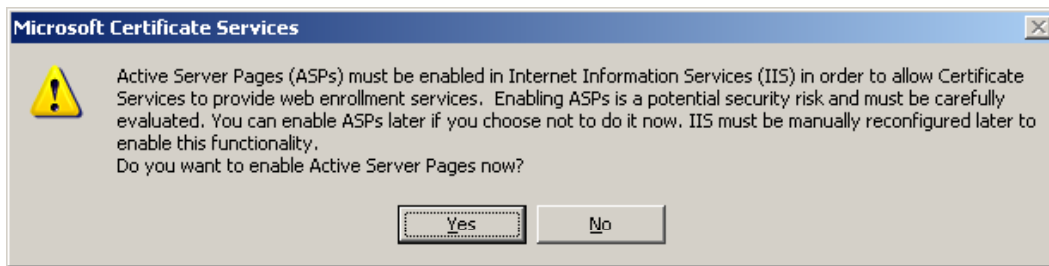 Microsoft Certificate Services
Active Server Pages (ASPs) must be enabled in Internet Information Services (IIS) in order to allow Certificate
Services to provide web enrollment services.  Enabling ASPs is a potential security risk and must be carefully
evaluated. You can enable ASPs later if you choose not to do it now. IIS must be manually reconfigured later to
enable this functionality.
Do you want to enable Active Server Pages now?
Yes No